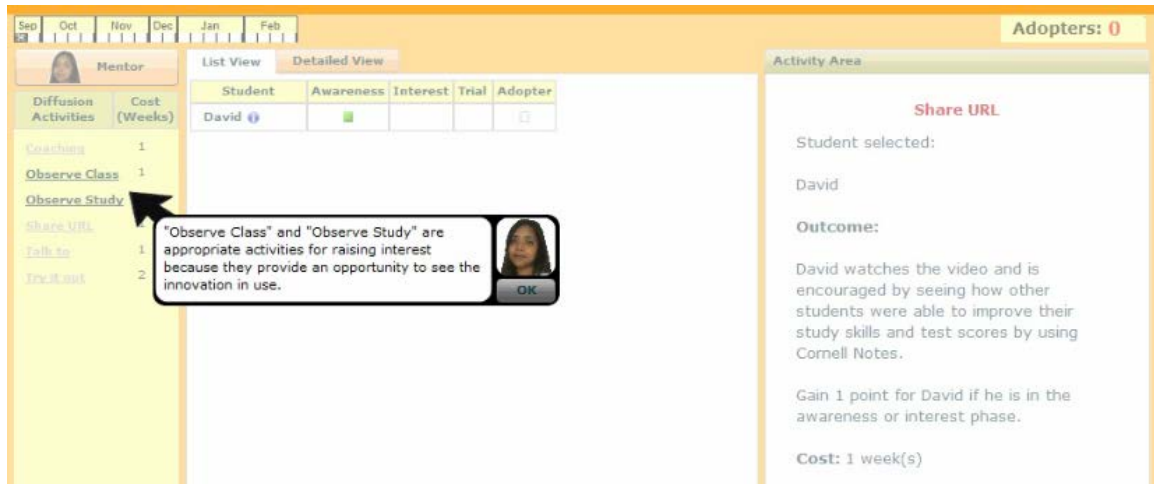 Sep Oct Nov Dec Jan Feb
Adopters: 0
Mentor
Diffusion Activities
Cost (Weeks)
Coaching 1
Observe Class 1
Observe Study
Share URL
Talk to 1
Try it out 2
List View Detailed View
Student Awareness Interest Trial Adopter
David
"Observe Class" and "Observe Study" are
appropriate activities for raising interest
because they provide an opportunity to see the
innovation in use.
OK
Activity Area
Share URL
Student selected:
David
Outcome:
David watches the video and is
encouraged by seeing how other
students were able to improve their
study skills and test scores by using
Cornell Notes.
Gain 1 point for David if he is in the
awareness or interest phase.
Cost: 1 week(s)